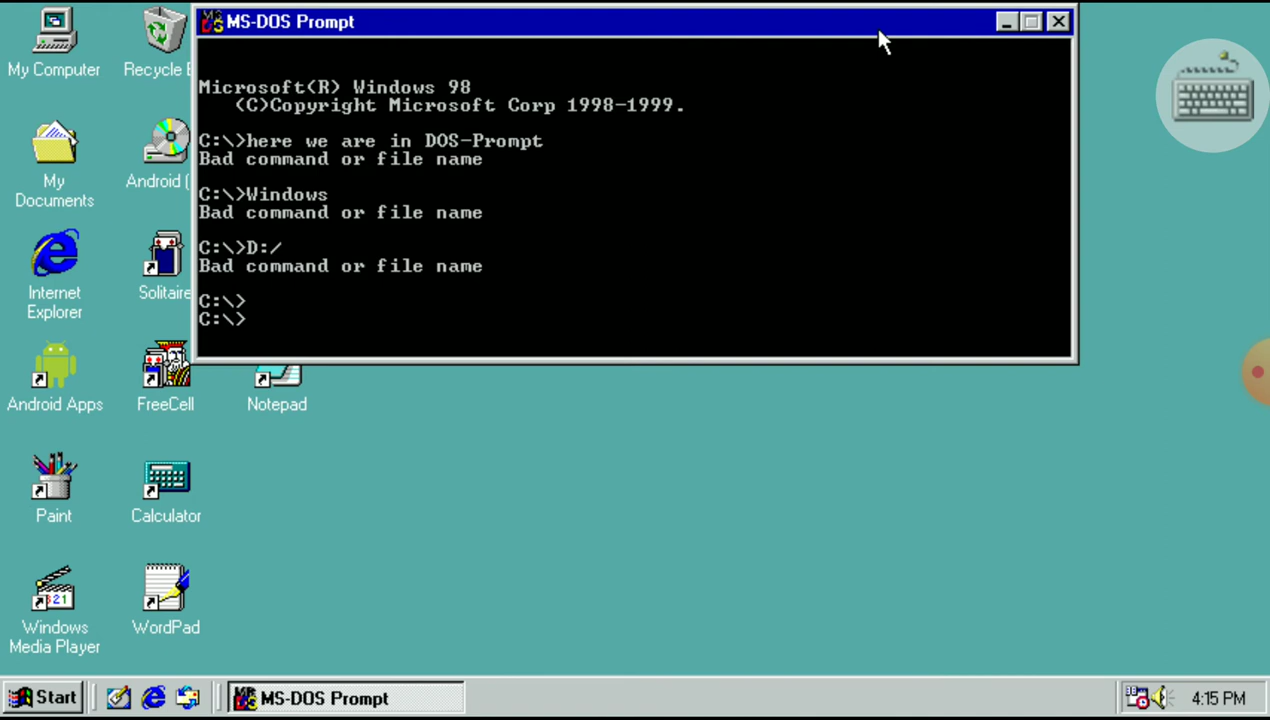 MS-DOS Prompt
My Computer
Recycle B
Microsoft(R) Windows 98
(C)Copyright Microsoft Corp 1998-1999.
C:\>here we are in DOS-Prompt
Bad command or file name
C:\>Windows
Bad command or file name
C:\>D:/
Bad command or file name
C:\>
C:\>
My
Documents
Android (
Internet
Explorer
Solitaire
Android Apps
FreeCell
Notepad
Paint
Calculator
Windows
Media Player
WordPad
Start
MS-DOS Prompt
4:15 PM